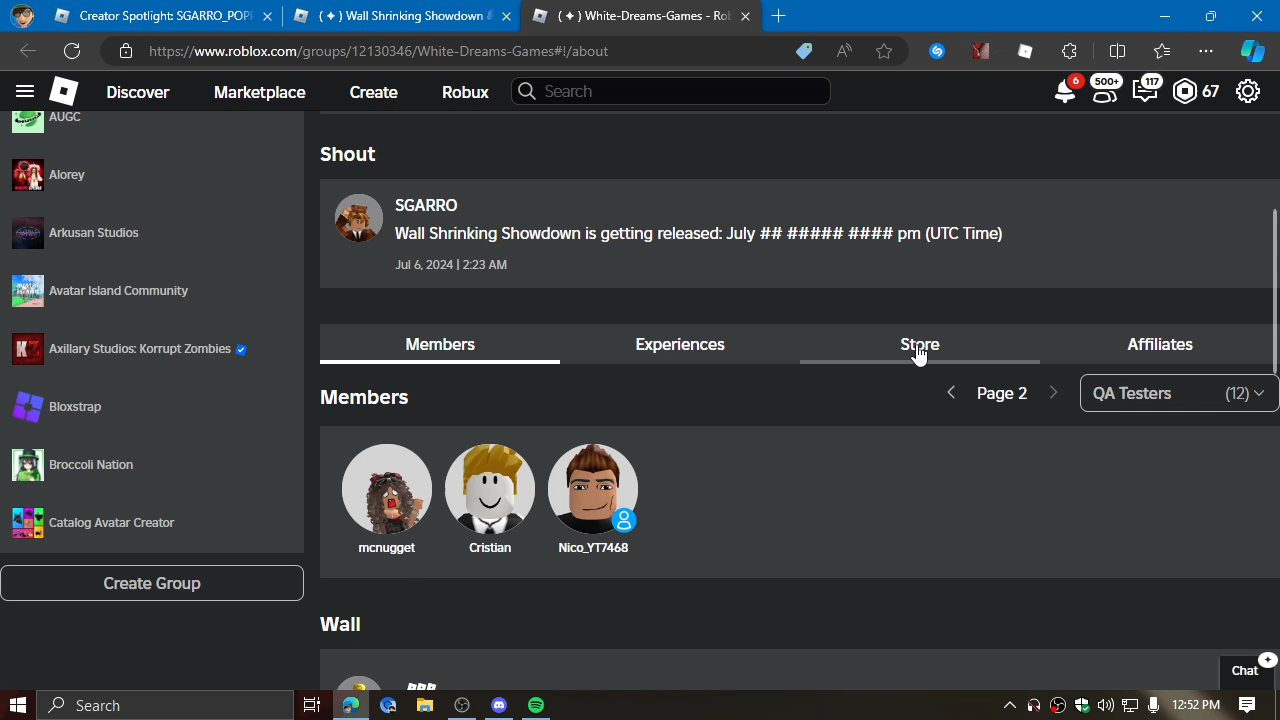 Creator Spotlight: SGARRO_POP
(✦) Wall Shrinking Showdown
(✦) White-Dreams-Games - Ro
https://www.roblox.com/groups/12130346/White-Dreams-Games#!/about
Discover
Marketplace
Create
Robux
Search
6
500+
117
67
AUGC
Alorey
Arkusan Studios
Avatar Island Community
Axillary Studios: Korrupt Zombies
Bloxstrap
Broccoli Nation
Catalog Avatar Creator
Create Group
Shout
SGARRO
Wall Shrinking Showdown is getting released: July ## ##### #### pm (UTC Time)
Jul 6, 2024 | 2:23 AM
Members
Experiences
Store
Affiliates
Members
Page 2
QA Testers (12)
mcnugget
Cristian
Nico_YT7468
Wall
Chat
Search
12:52 PM